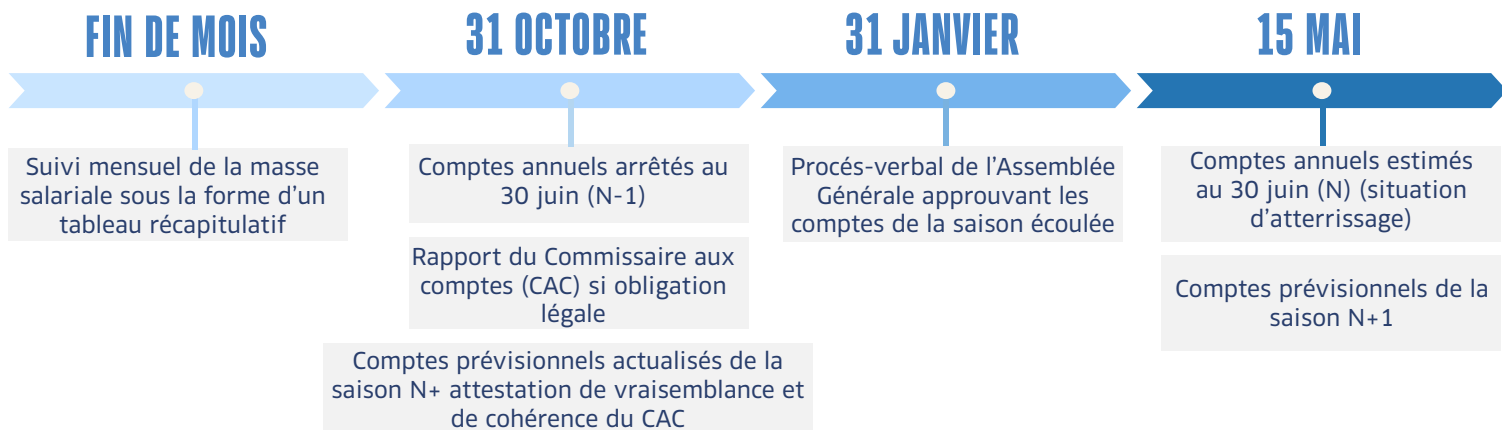 FIN DE MOIS
Suivi mensuel de la masse
salariale sous la forme d'un
tableau récapitulatif
31 OCTOBRE
Comptes annuels arrêtés au
30 juin (N-1)
Rapport du Commissaire aux
comptes (CAC) si obligation
légale
Comptes prévisionnels actualisés de la
saison N+ attestation de vraisemblance et
de cohérence du CAC
31 JANVIER
Procés-verbal de l'Assemblée
Générale approuvant les
comptes de la saison écoulée
15 MAI
Comptes annuels estimés
au 30 juin (N) (situation
d'atterrissage)
Comptes prévisionnels de la
saison N+1